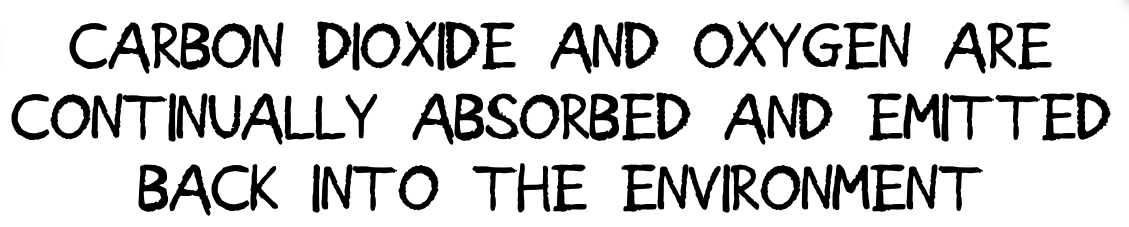 CARBON DIOXIDE AND OXYGEN ARE
CONTINUALLY ABSORBED AND EMITTED
BACK INTO THE ENVIRONMENT